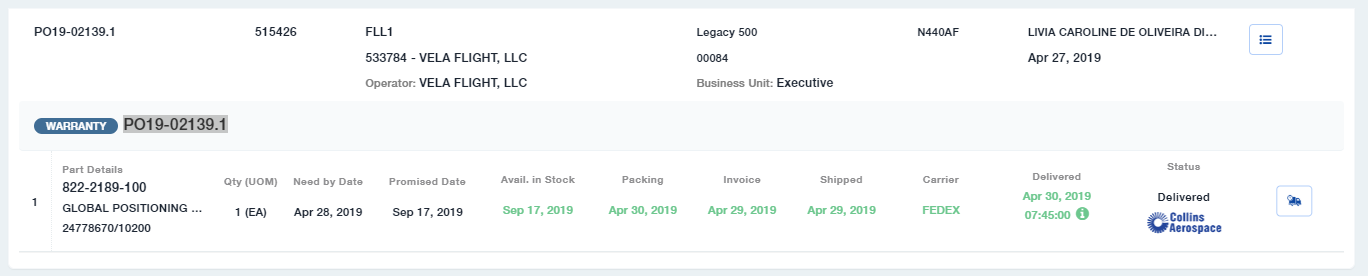 PO19-02139.1 515426 FLL1 Legacy 500 N440AF LIVIA CAROLINE DE OLIVEIRA DI...
533784 - VELA FLIGHT, LLC 00084 Apr 27, 2019
Operator: VELA FLIGHT, LLC Business Unit: Executive
WARRANTY PO19-02139.1
1
Part Details
822-2189-100
GLOBAL POSITIONING ...
24778670/10200
Qty (UOM)
1 (EA)
Need by Date
Apr 28, 2019
Promised Date
Sep 17, 2019
Avail. in Stock
Sep 17, 2019
Packing
Apr 30, 2019
Invoice
Apr 29, 2019
Shipped
Apr 29, 2019
Carrier
FEDEX
Delivered
Apr 30, 2019
07:45:00
Status
Delivered
Collins
Aerospace